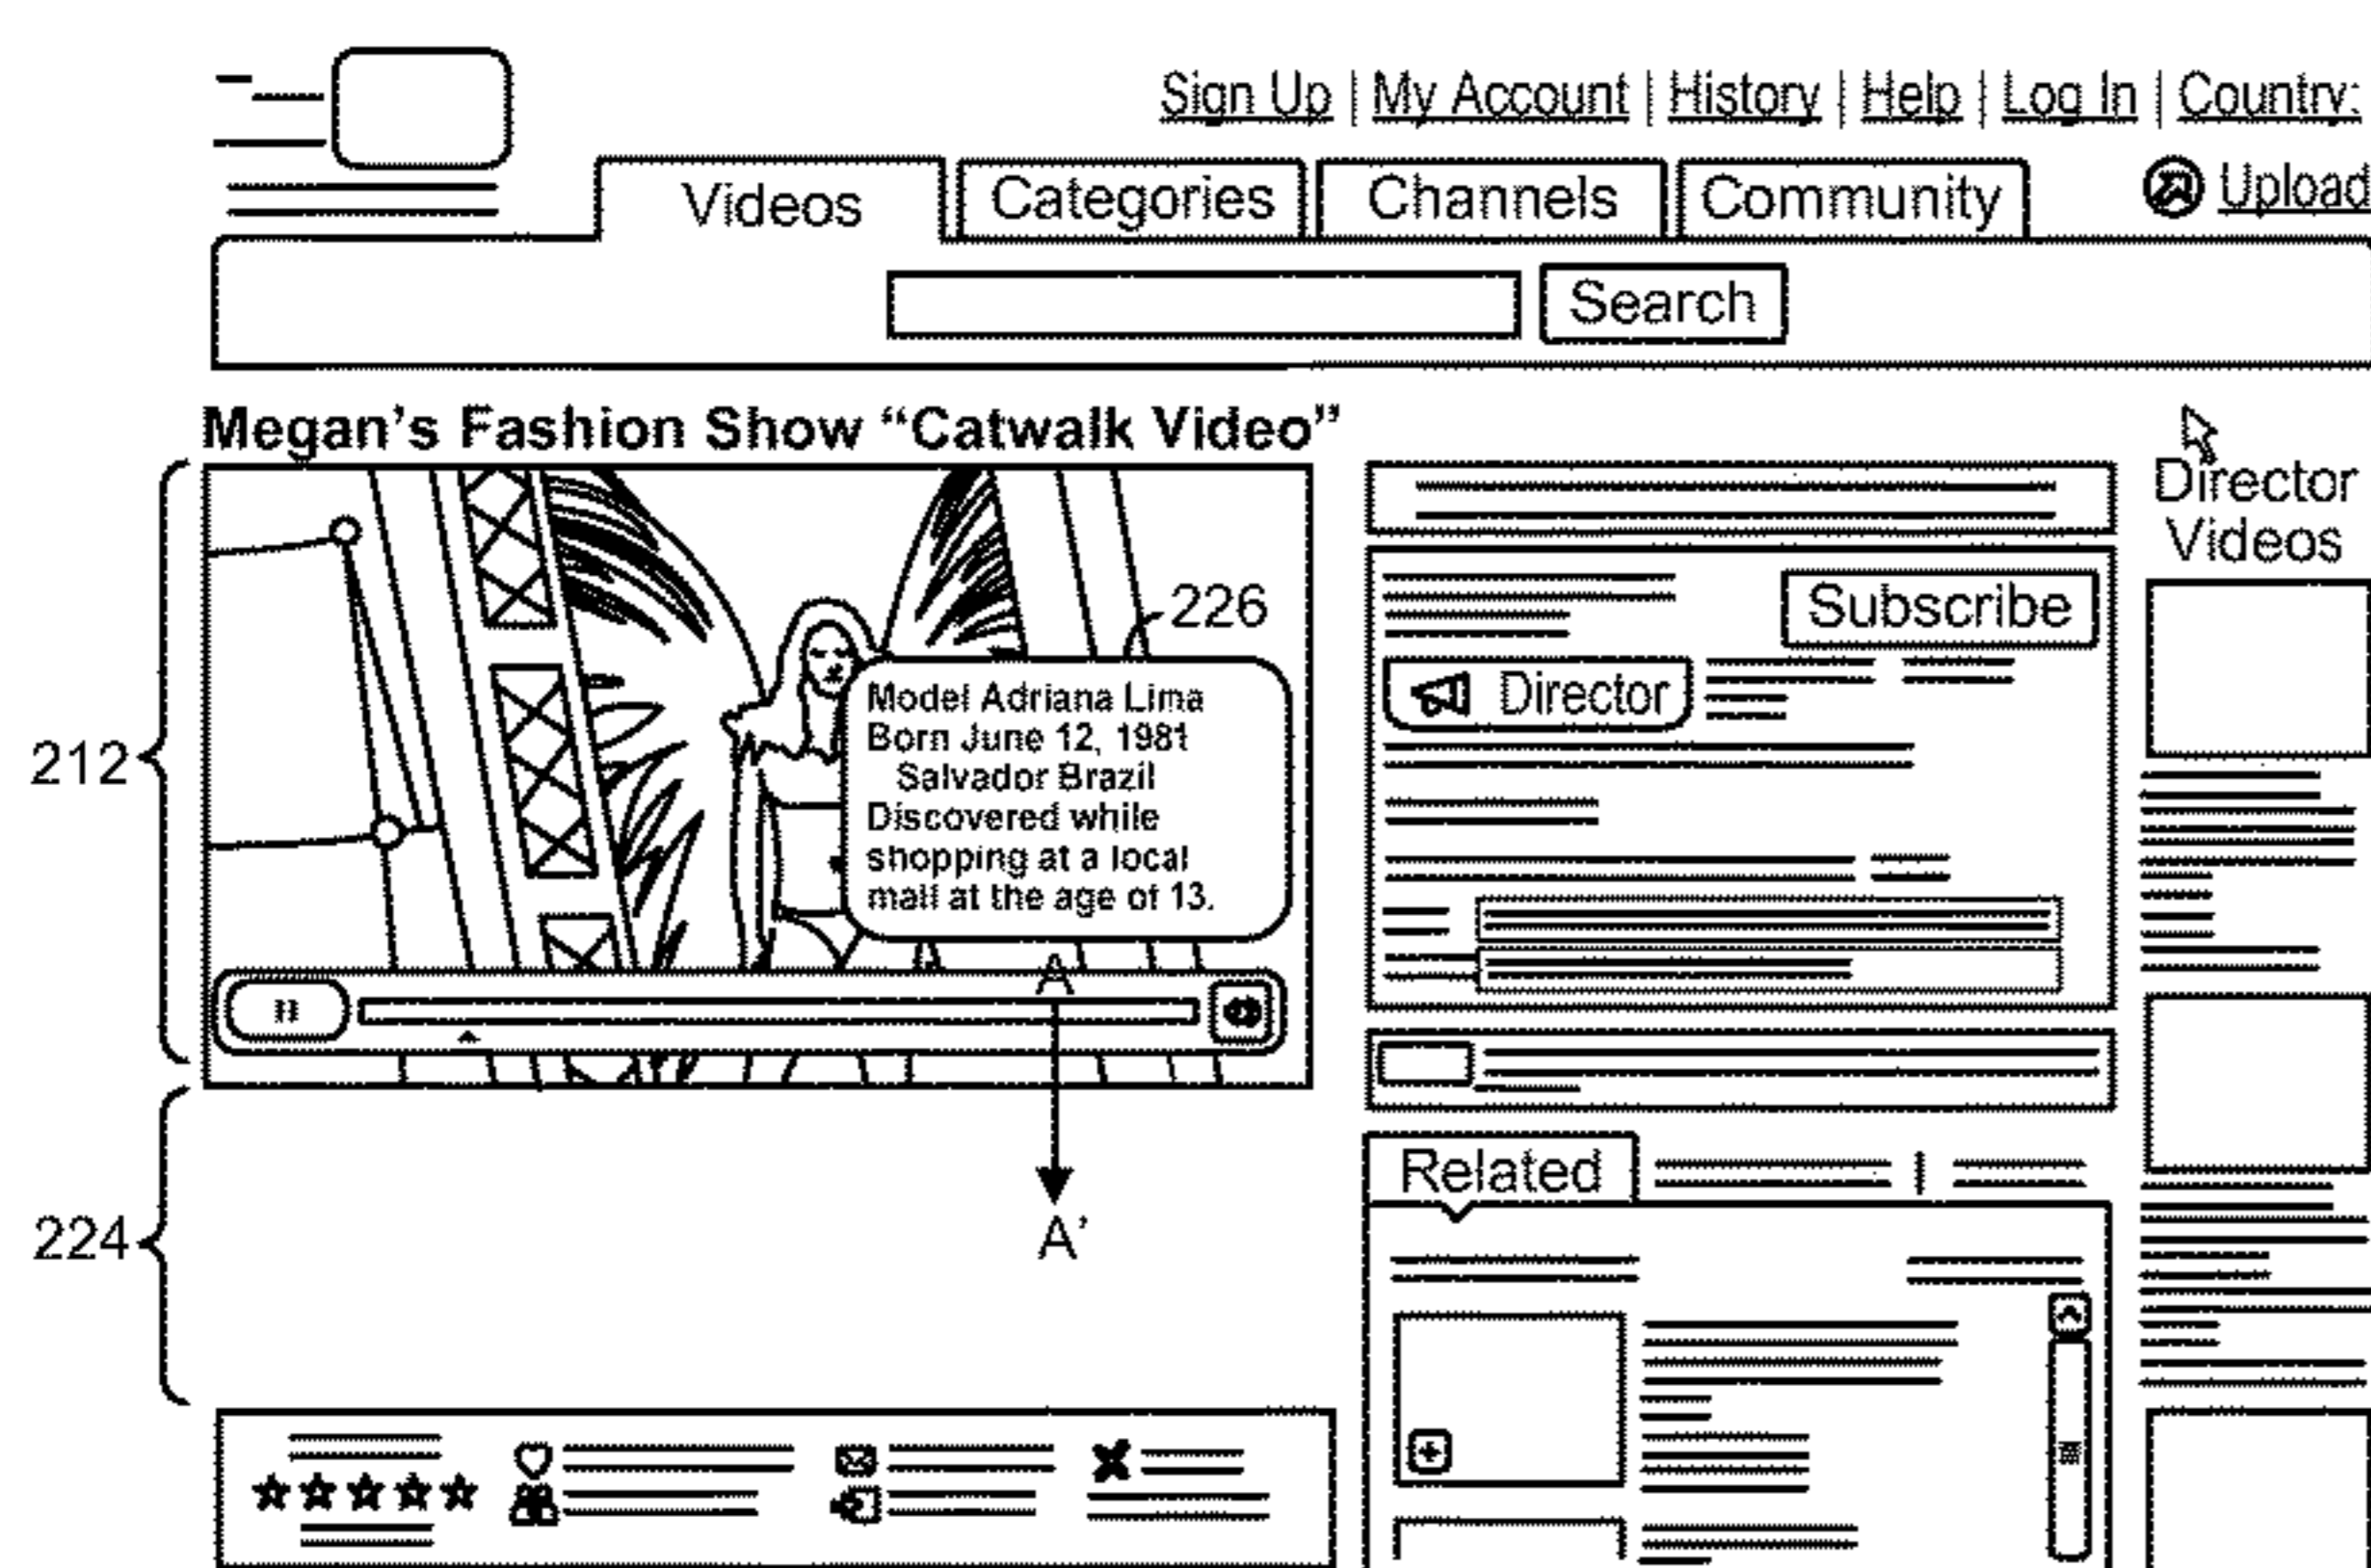 Sign Up | My Account | History | Help | Log In | Country:
Videos
Categories
Channels
Community
Upload
Search
Megan's Fashion Show “Catwalk Video”
Director
Videos
226
Subscribe
Model Adriana Lima
Born June 12, 1981
Salvador Brazil
Discovered while
shopping at a local
mall at the age of 13.
Director
212
A
A'
Related
224